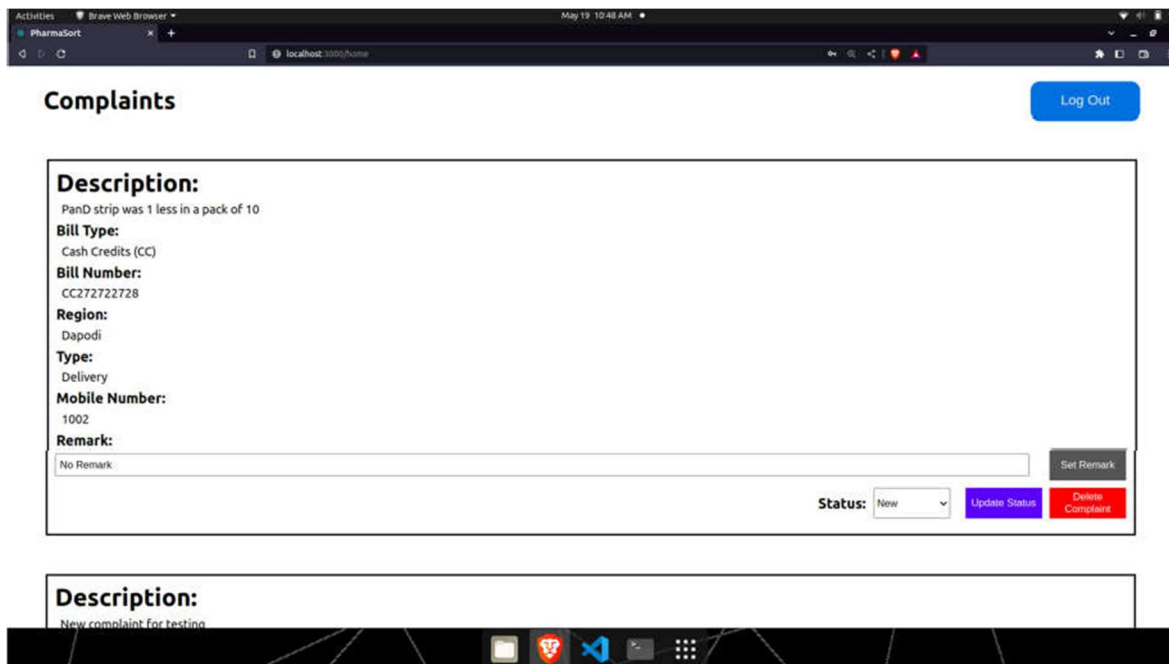 Activities Brave Web Browser May 19 10:48 AM
PharmaSort × +
localhost:3000/home
Complaints
Log Out
Description:
PanD strip was 1 less in a pack of 10
Bill Type:
Cash Credits (CC)
Bill Number:
CC272722728
Region:
Dapodi
Type:
Delivery
Mobile Number:
1002
Remark:
No Remark
Set Remark
Status: New Update Status Delete Complaint
Description:
New complaint for testing